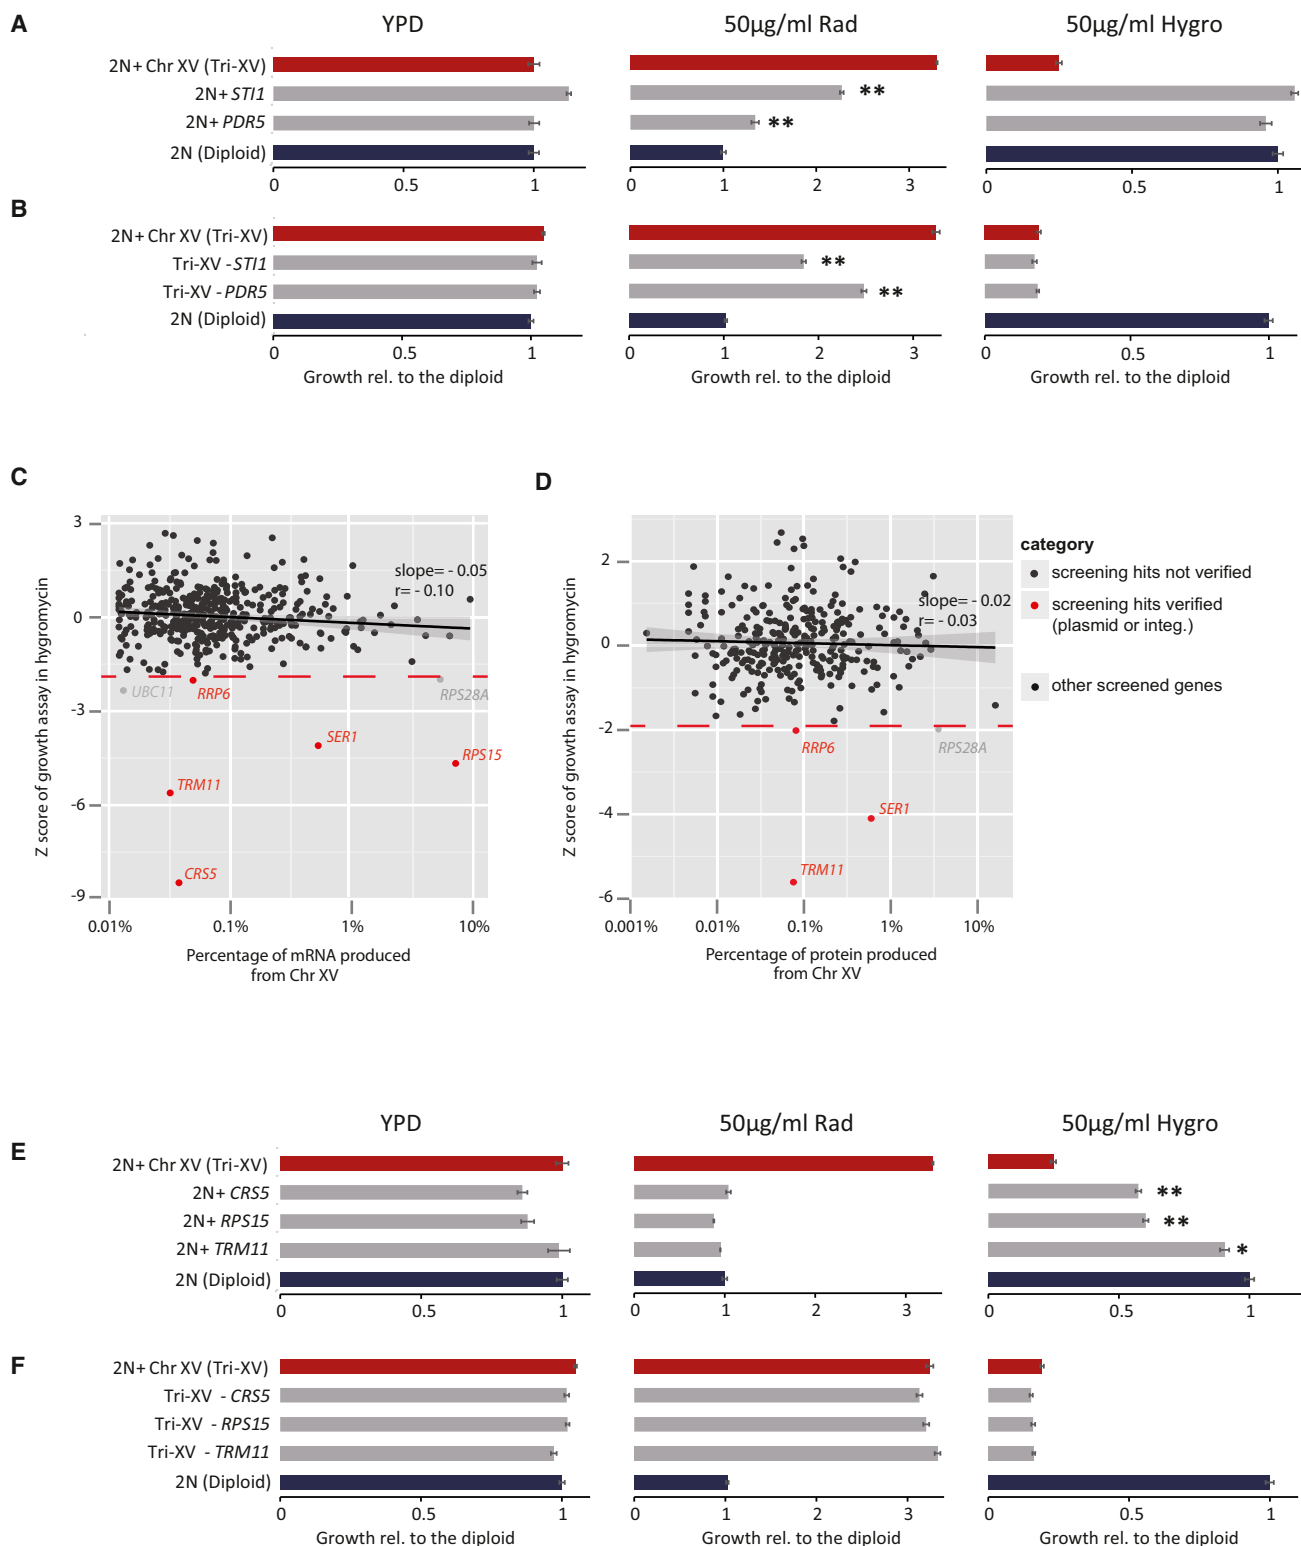 A
YPD
50µg/ml Rad
50µg/ml Hygro
2N+ Chr XV (Tri-XV)
2N+ STI1
2N+ PDR5
2N (Diploid)
**
**
0 0.5 1
0 1 2 3
0 0.5 1
B
2N+ Chr XV (Tri-XV)
Tri-XV -STI1
Tri-XV -PDR5
2N (Diploid)
**
**
0 0.5 1
0 1 2 3
0 0.5 1
Growth rel. to the diploid
Growth rel. to the diploid
Growth rel. to the diploid
C
Z score of growth assay in hygromycin
3
0
-3
-6
-9
slope= - 0.05
r= - 0.10
UBC11
RRP6
RPS28A
SER1
RPS15
TRM11
CRS5
0.01% 0.1% 1% 10%
Percentage of mRNA produced
from Chr XV
D
Z score of growth assay in hygromycin
2
0
-2
-4
-6
slope= - 0.02
r= - 0.03
RRP6
RPS28A
SER1
TRM11
0.001% 0.01% 0.1% 1% 10%
Percentage of protein produced
from Chr XV
category
screening hits not verified
screening hits verified
(plasmid or integ.)
other screened genes
YPD
50µg/ml Rad
50µg/ml Hygro
E
2N+ Chr XV (Tri-XV)
2N+ CRS5
2N+ RPS15
2N+ TRM11
2N (Diploid)
**
**
*
0 0.5 1
0 1 2 3
0 0.5 1
F
2N+ Chr XV (Tri-XV)
Tri-XV - CRS5
Tri-XV - RPS15
Tri-XV - TRM11
2N (Diploid)
0 0.5 1
0 1 2 3
0 0.5 1
Growth rel. to the diploid
Growth rel. to the diploid
Growth rel. to the diploid